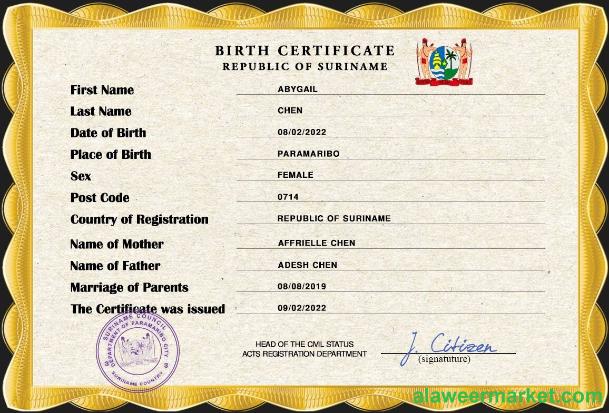 BIRTH CERTIFICATE
REPUBLIC OF SURINAME
First Name ABYGAIL
Last Name CHEN
Date of Birth 08/02/2022
Place of Birth PARAMARIBO
Sex FEMALE
Post Code 0714
Country of Registration REPUBLIC OF SURINAME
Name of Mother AFFRIELLE CHEN
Name of Father ADESH CHEN
Marriage of Parents 08/08/2019
The Certificate was issued 09/02/2022
SURINAME COUNCIL
DEPARTMENT OF PARAMARIBO CITY
SURINAME COUNTRY
HEAD OF THE CIVIL STATUS
ACTS REGISTRATION DEPARTMENT
J. Citizen
(signatuture)
alaweermarket.com